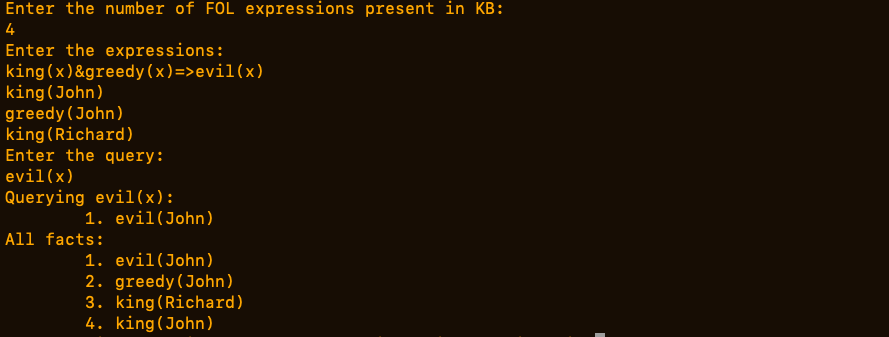 Enter the number of FOL expressions present in KB:
4
Enter the expressions:
king(x)&greedy(x)=>evil(x)
king(John)
greedy(John)
king(Richard)
Enter the query:
evil(x)
Querying evil(x):
        1. evil(John)
All facts:
        1. evil(John)
        2. greedy(John)
        3. king(Richard)
        4. king(John)